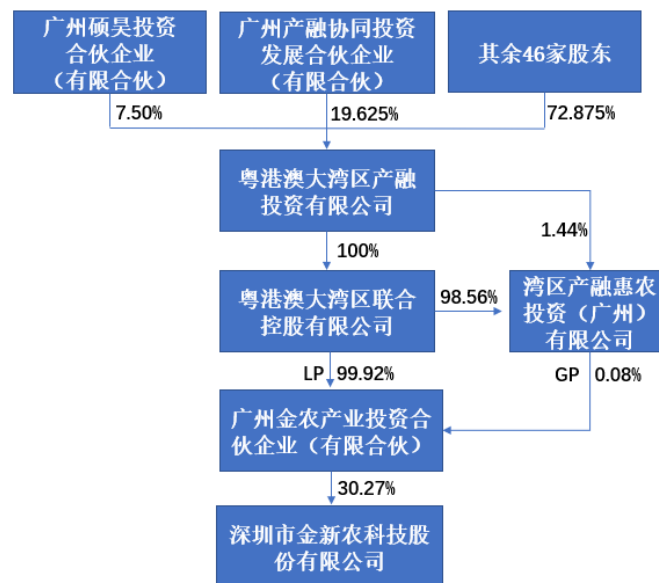 广州硕昊投资
合伙企业
（有限合伙）
广州产融协同投资
发展合伙企业
（有限合伙）
其余46家股东
7.50%
19.625%
72.875%
粤港澳大湾区产融
投资有限公司
1.44%
100%
粤港澳大湾区联合
控股有限公司
98.56%
湾区产融惠农
投资（广州）
有限公司
LP 99.92%
GP 0.08%
广州金农产业投资合
伙企业（有限合伙）
30.27%
深圳市金新农科技股
份有限公司